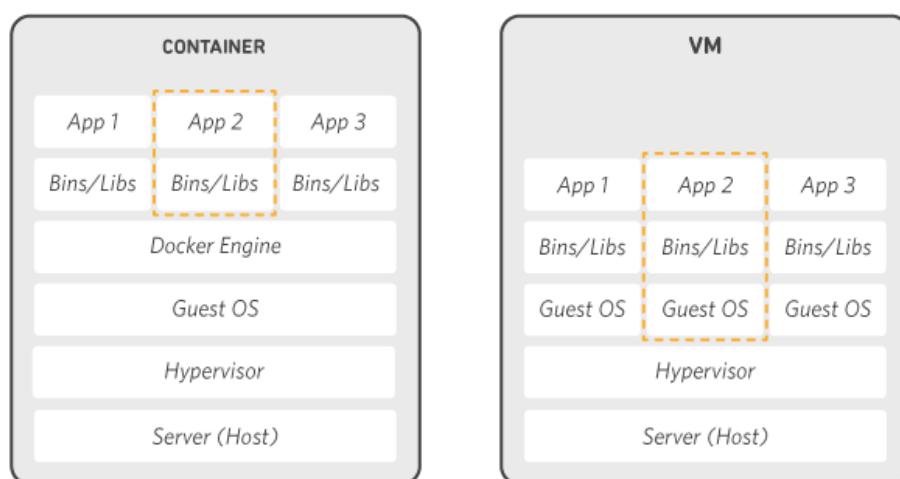 CONTAINER
App 1 App 2 App 3
Bins/Libs Bins/Libs Bins/Libs
Docker Engine
Guest OS
Hypervisor
Server (Host)
VM
App 1 App 2 App 3
Bins/Libs Bins/Libs Bins/Libs
Guest OS Guest OS Guest OS
Hypervisor
Server (Host)